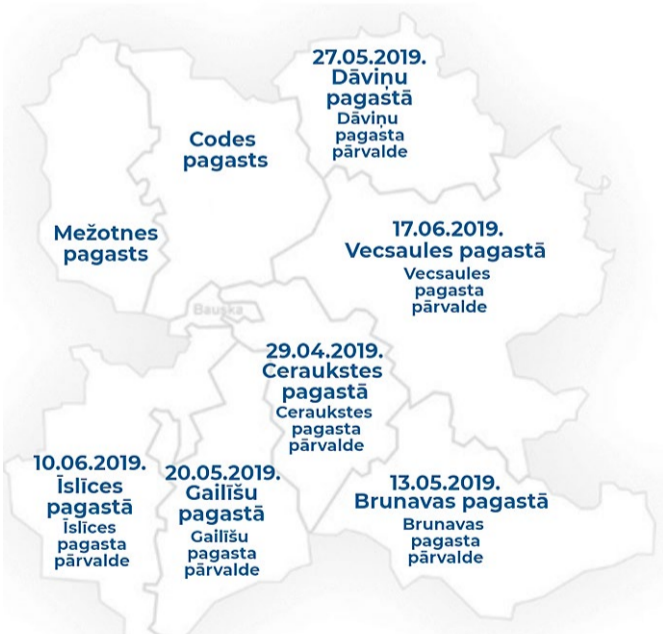 27.05.2019.
Dāviņu
pagastā
Dāviņu
pagasta
pārvalde
Codes
pagasts
Mežotnes
pagasts
17.06.2019.
Vecsaules pagastā
Vecsaules
pagasta
pārvalde
Bauska
29.04.2019.
Ceraukstes
pagastā
Ceraukstes
pagasta
pārvalde
10.06.2019.
Īslīces
pagastā
Īslīces
pagasta
pārvalde
20.05.2019.
Gailīšu
pagastā
Gailīšu
pagasta
pārvalde
13.05.2019.
Brunavas pagastā
Brunavas
pagasta
pārvalde